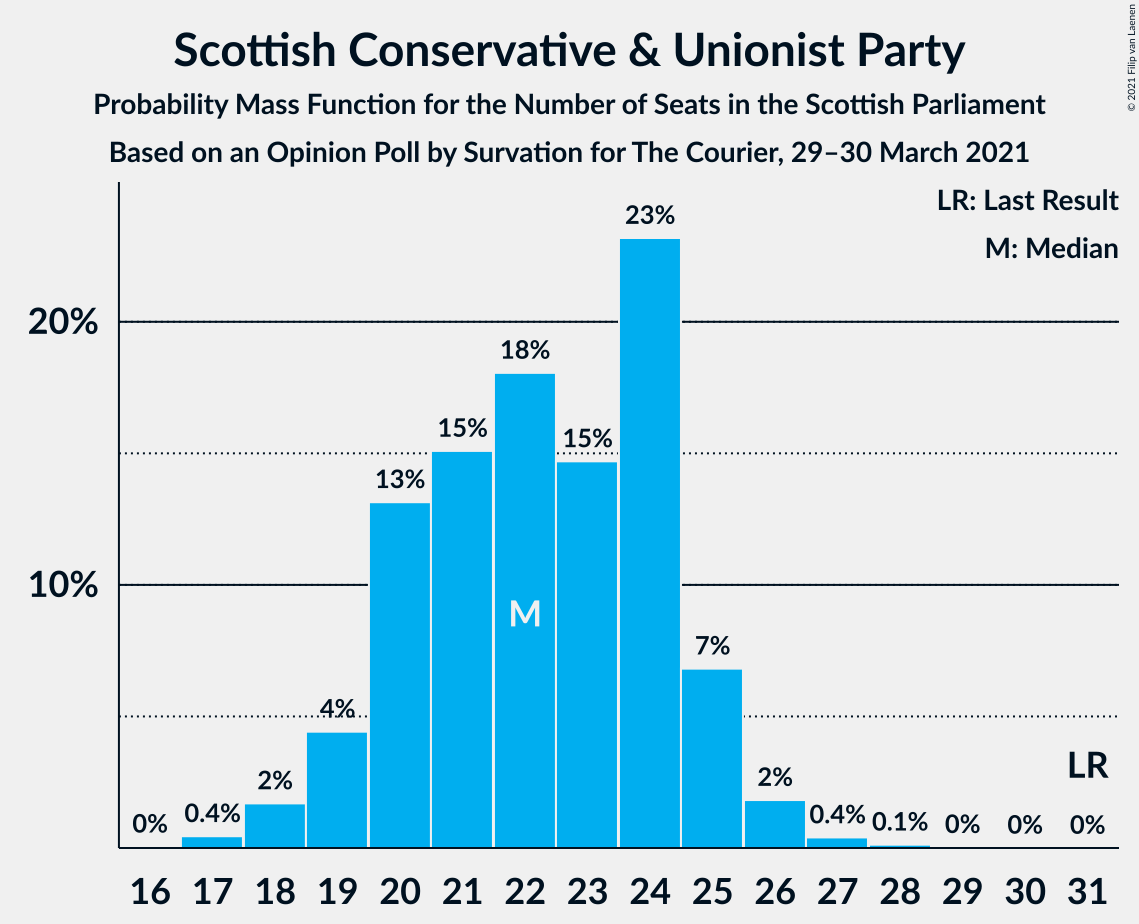 Scottish Conservative & Unionist Party
Probability Mass Function for the Number of Seats in the Scottish Parliament
Based on an Opinion Poll by Survation for The Courier, 29–30 March 2021
© 2021 Filip van Laenen
LR: Last Result
M: Median
20%
10%
0%
0.4%
2%
4%
13%
15%
18%
15%
23%
7%
2%
0.4%
0.1%
0%
0%
0%
M
LR
16 17 18 19 20 21 22 23 24 25 26 27 28 29 30 31